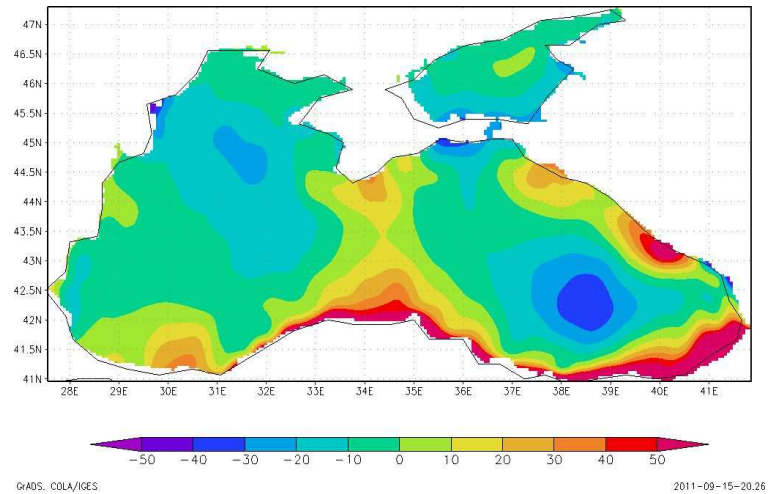 47N
46.5N
46N
45.5N
45N
44.5N
44N
43.5N
43N
42.5N
42N
41.5N
41N
28E 29E 30E 31E 32E 33E 34E 35E 36E 37E 38E 39E 40E 41E
-50 -40 -30 -20 -10 0 10 20 30 40 50
GrADS. COLA/IGES 2011-09-15-20.26